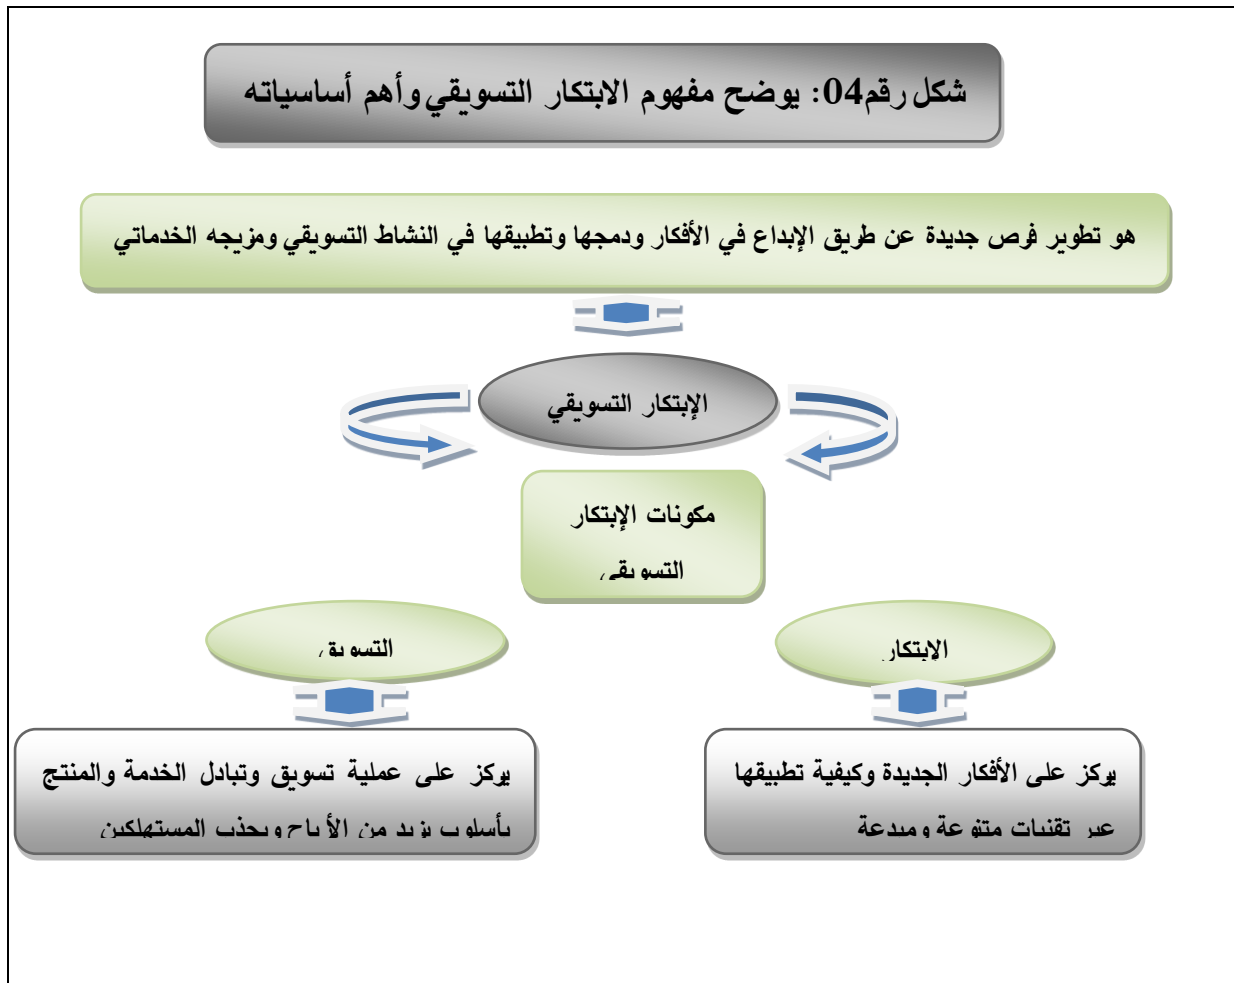 شكل رقم04: يوضح مفهوم الابتكار التسويقي وأهم أساسياته
هو تطوير فرص جديدة عن طريق الإبداع في الأفكار ودمجها وتطبيقها في النشاط التسويقي ومزيجه الخدماتي
الإبتكار التسويقي
مكونات الإبتكار
التسويقي
الإبتكار
التسويق
يركز على الأفكار الجديدة وكيفية تطبيقها
عبر تقنيات متنوعة ومبدعة
يركز على عملية تسويق وتبادل الخدمة والمنتج
بأسلوب يزيد من الأرباح ويجذب المستهلكين